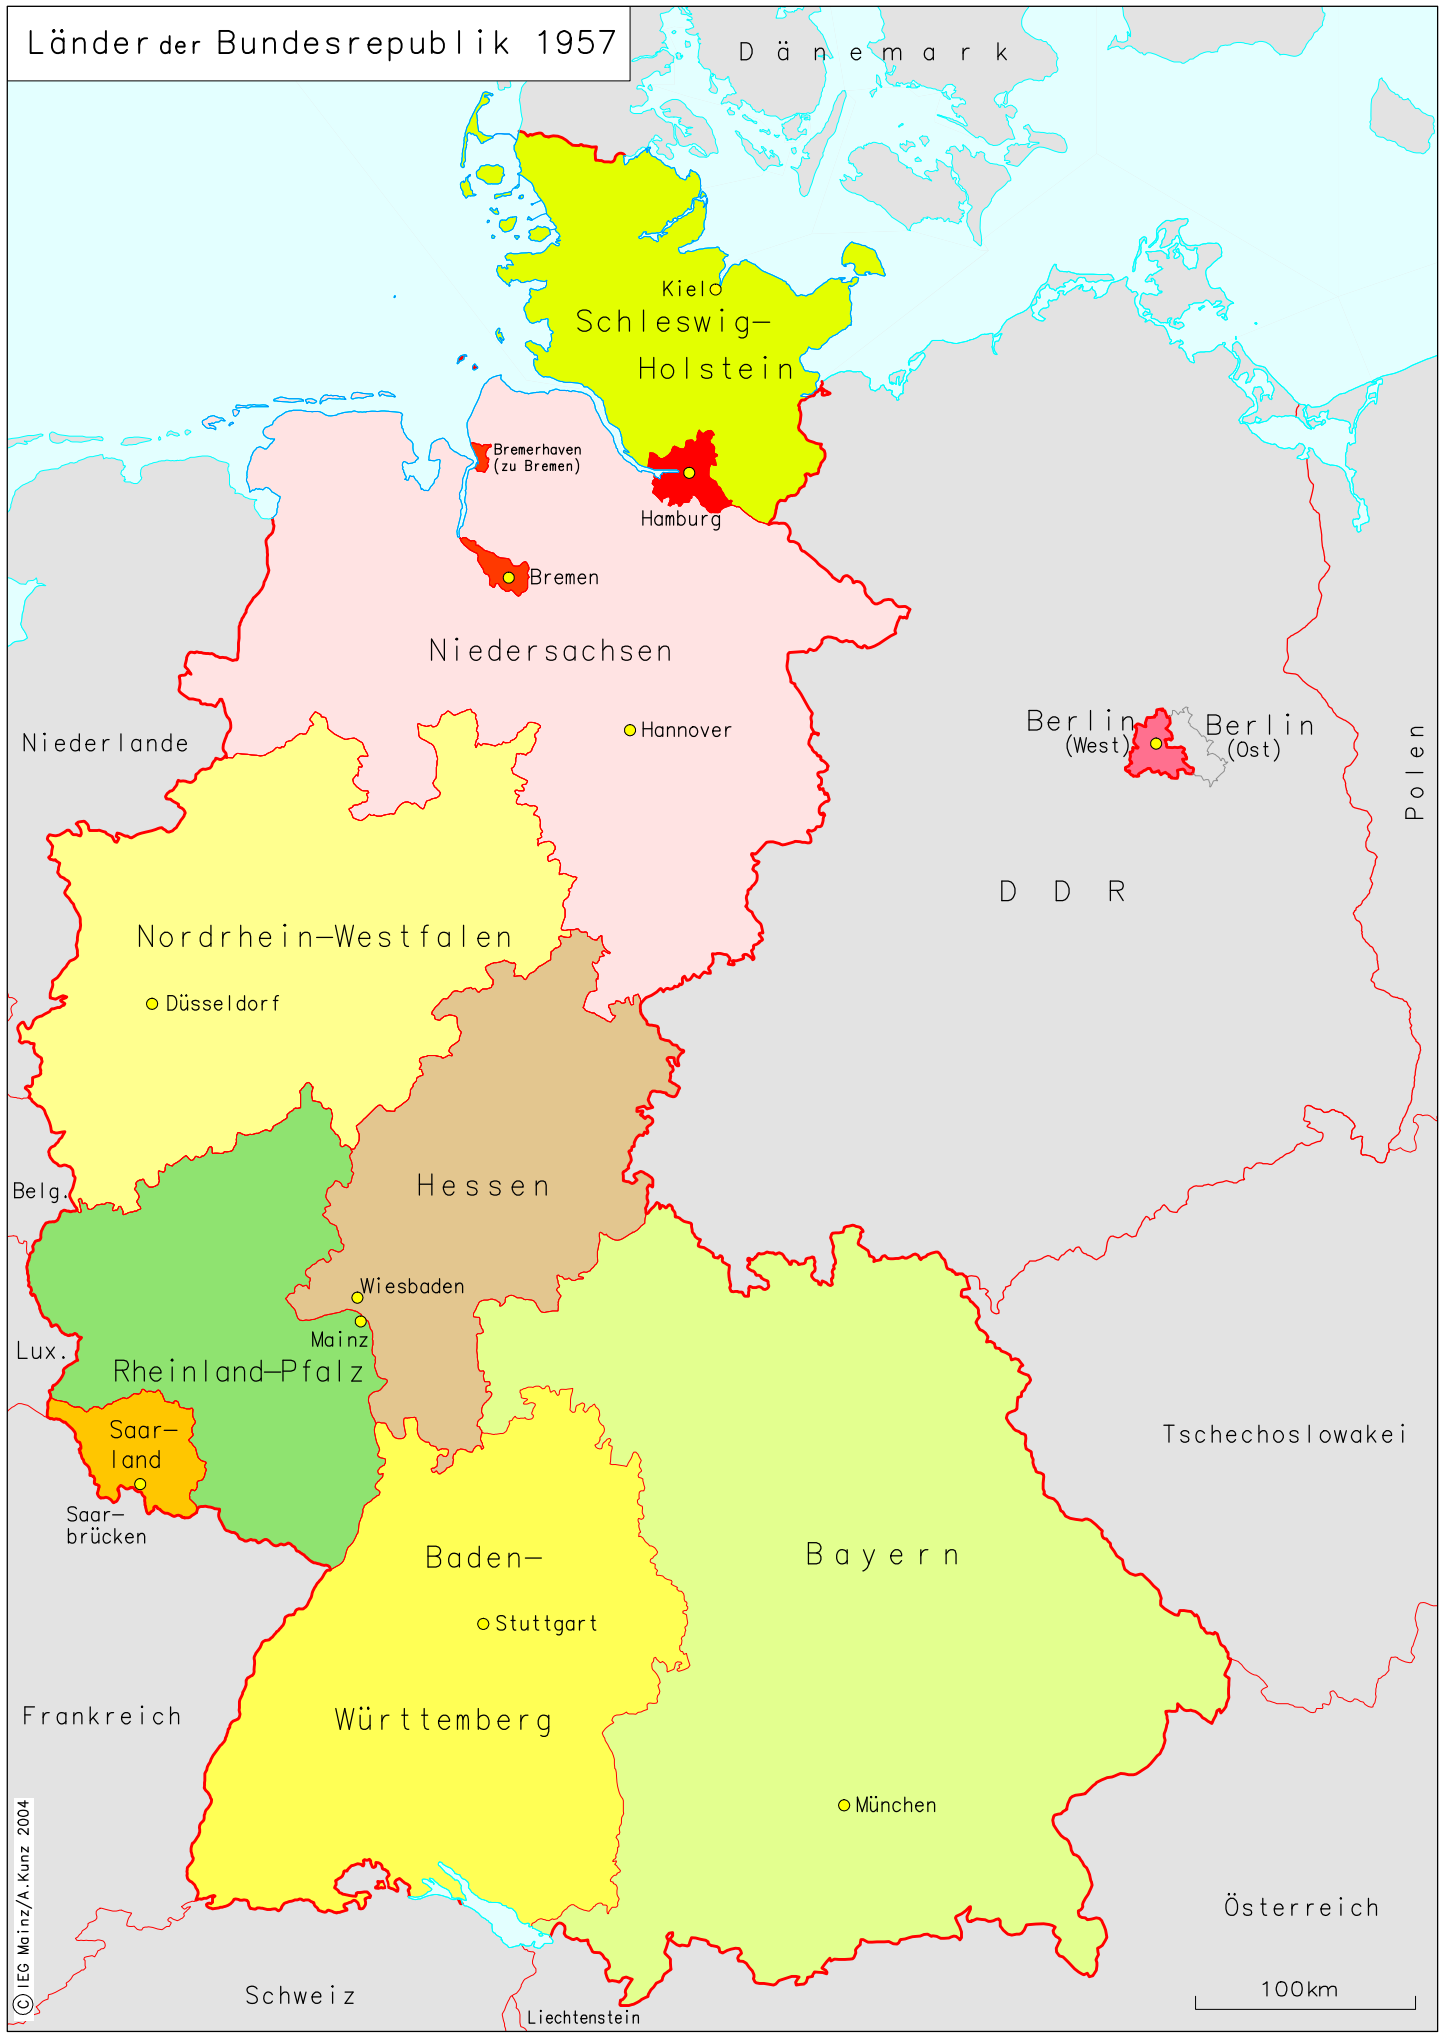 Länder der Bundesrepublik 1957
Dänemark
Kiel
Schleswig–
Holstein
Bremerhaven
(zu Bremen)
Hamburg
Bremen
Niedersachsen
Hannover
Niederlande
Berlin
(West)
Berlin
(Ost)
Polen
DDR
Nordrhein–Westfalen
Düsseldorf
Belg.
Hessen
Wiesbaden
Mainz
Lux.
Rheinland–Pfalz
Saar–
land
Saar–
brücken
Tschechoslowakei
Baden–
Stuttgart
Württemberg
Bayern
München
Frankreich
Österreich
Schweiz
Liechtenstein
100km
© IEG Mainz/A.Kunz 2004